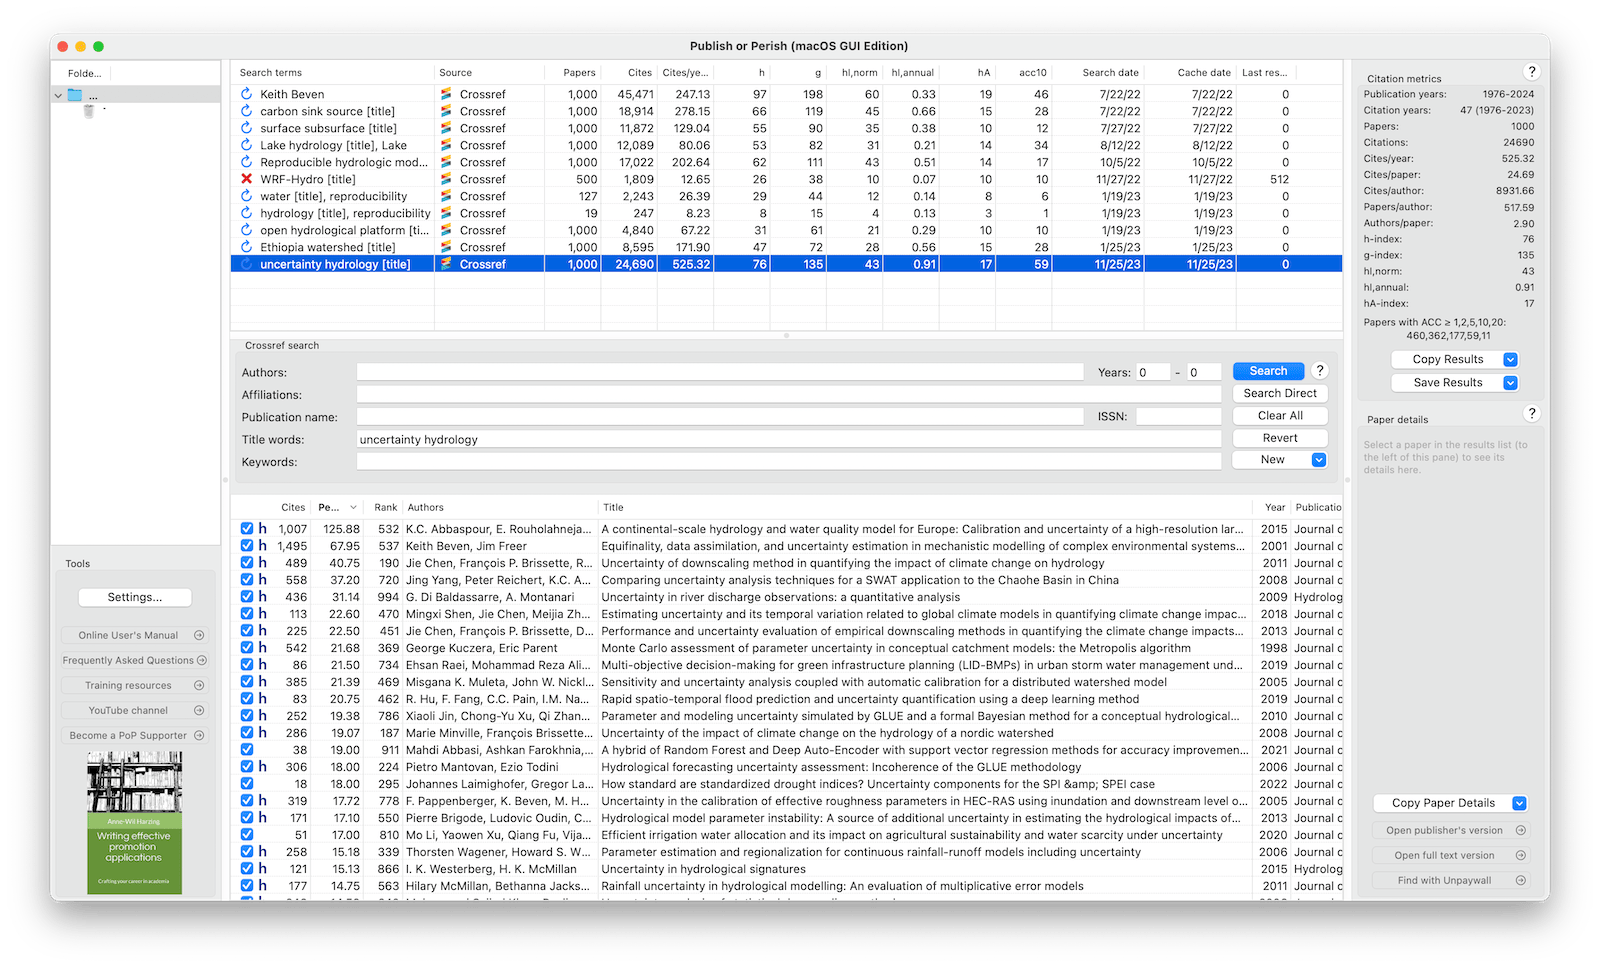 Publish or Perish (macOS GUI Edition)
Folde...
...
Tools
Settings...
Online User's Manual
Frequently Asked Questions
Training resources
YouTube channel
Become a PoP Supporter
Anne-Wil Harzing
Writing effective
promotion
applications
Crafting your career in academia
Search terms Source Papers Cites Cites/ye... h g hI,norm hI,annual hA acc10 Search date Cache date Last res...
Keith Beven Crossref 1,000 45,471 247.13 97 198 60 0.33 19 46 7/22/22 7/22/22 0
carbon sink source [title] Crossref 1,000 18,914 278.15 66 119 45 0.66 15 28 7/22/22 7/22/22 0
surface subsurface [title] Crossref 1,000 11,872 129.04 55 90 35 0.38 10 12 7/27/22 7/27/22 0
Lake hydrology [title], Lake Crossref 1,000 12,089 80.06 53 82 31 0.21 14 34 8/12/22 8/12/22 0
Reproducible hydrologic mod... Crossref 1,000 17,022 202.64 62 111 43 0.51 14 17 10/5/22 10/5/22 0
WRF-Hydro [title] Crossref 500 1,809 12.65 26 38 10 0.07 10 10 11/27/22 11/27/22 512
water [title], reproducibility Crossref 127 2,243 26.39 29 44 12 0.14 8 6 1/19/23 1/19/23 0
hydrology [title], reproducibility Crossref 19 247 8.23 8 15 4 0.13 3 1 1/19/23 1/19/23 0
open hydrological platform [ti... Crossref 1,000 4,840 67.22 31 61 21 0.29 10 10 1/19/23 1/19/23 0
Ethiopia watershed [title] Crossref 1,000 8,595 171.90 47 72 28 0.56 15 28 1/25/23 1/25/23 0
uncertainty hydrology [title] Crossref 1,000 24,690 525.32 76 135 43 0.91 17 59 11/25/23 11/25/23 0
Crossref search
Authors: Years: 0 - 0 Search ?
Affiliations: Search Direct
Publication name: ISSN: Clear All
Title words: uncertainty hydrology Revert
Keywords: New
Cites Pe... Rank Authors Title Year Publicatio
h 1,007 125.88 532 K.C. Abbaspour, E. Rouholahneja... A continental-scale hydrology and water quality model for Europe: Calibration and uncertainty of a high-resolution lar... 2015 Journal c
h 1,495 67.95 537 Keith Beven, Jim Freer Equifinality, data assimilation, and uncertainty estimation in mechanistic modelling of complex environmental systems... 2001 Journal c
h 489 40.75 190 Jie Chen, François P. Brissette, R... Uncertainty of downscaling method in quantifying the impact of climate change on hydrology 2011 Journal c
h 558 37.20 720 Jing Yang, Peter Reichert, K.C. A... Comparing uncertainty analysis techniques for a SWAT application to the Chaohe Basin in China 2008 Journal c
h 436 31.14 994 G. Di Baldassarre, A. Montanari Uncertainty in river discharge observations: a quantitative analysis 2009 Hydrolog
h 113 22.60 470 Mingxi Shen, Jie Chen, Meijia Zh... Estimating uncertainty and its temporal variation related to global climate models in quantifying climate change impac... 2018 Journal c
h 225 22.50 451 Jie Chen, François P. Brissette, D... Performance and uncertainty evaluation of empirical downscaling methods in quantifying the climate change impacts... 2013 Journal c
h 542 21.68 369 George Kuczera, Eric Parent Monte Carlo assessment of parameter uncertainty in conceptual catchment models: the Metropolis algorithm 1998 Journal c
h 86 21.50 734 Ehsan Raei, Mohammad Reza Ali... Multi-objective decision-making for green infrastructure planning (LID-BMPs) in urban storm water management und... 2019 Journal c
h 385 21.39 469 Misgana K. Muleta, John W. Nickl... Sensitivity and uncertainty analysis coupled with automatic calibration for a distributed watershed model 2005 Journal c
h 83 20.75 462 R. Hu, F. Fang, C.C. Pain, I.M. Na... Rapid spatio-temporal flood prediction and uncertainty quantification using a deep learning method 2019 Journal c
h 252 19.38 786 Xiaoli Jin, Chong-Yu Xu, Qi Zhan... Parameter and modeling uncertainty simulated by GLUE and a formal Bayesian method for a conceptual hydrological... 2010 Journal c
h 286 19.07 187 Marie Minville, François Brissette... Uncertainty of the impact of climate change on the hydrology of a nordic watershed 2008 Journal c
38 19.00 911 Mahdi Abbasi, Ashkan Farokhnia,... A hybrid of Random Forest and Deep Auto-Encoder with support vector regression methods for accuracy improvemen... 2021 Journal c
h 306 18.00 224 Pietro Mantovan, Ezio Todini Hydrological forecasting uncertainty assessment: Incoherence of the GLUE methodology 2006 Journal c
18 18.00 295 Johannes Laimighofer, Gregor La... How standard are standardized drought indices? Uncertainty components for the SPI &amp; SPEI case 2022 Journal c
h 319 17.72 778 F. Pappenberger, K. Beven, M. H... Uncertainty in the calibration of effective roughness parameters in HEC-RAS using inundation and downstream level o... 2005 Journal c
h 171 17.10 550 Pierre Brigode, Ludovic Oudin, C... Hydrological model parameter instability: A source of additional uncertainty in estimating the hydrological impacts of... 2013 Journal c
51 17.00 810 Mo Li, Yaowen Xu, Qiang Fu, Vija... Efficient irrigation water allocation and its impact on agricultural sustainability and water scarcity under uncertainty 2020 Journal c
h 258 15.18 339 Thorsten Wagener, Howard S. W... Parameter estimation and regionalization for continuous rainfall-runoff models including uncertainty 2006 Journal c
h 121 15.13 866 I. K. Westerberg, H. K. McMillan Uncertainty in hydrological signatures 2015 Hydrolog
h 177 14.75 563 Hilary McMillan, Bethanna Jacks... Rainfall uncertainty in hydrological modelling: An evaluation of multiplicative error models 2011 Journal c
Citation metrics ?
Publication years: 1976-2024
Citation years: 47 (1976-2023)
Papers: 1000
Citations: 24690
Cites/year: 525.32
Cites/paper: 24.69
Cites/author: 8931.66
Papers/author: 517.59
Authors/paper: 2.90
h-index: 76
g-index: 135
hI,norm: 43
hI,annual: 0.91
hA-index: 17
Papers with ACC ≥ 1,2,5,10,20:
460,362,177,59,11
Copy Results
Save Results
Paper details ?
Select a paper in the results list (to
the left of this pane) to see its
details here.
Copy Paper Details
Open publisher's version
Open full text version
Find with Unpaywall